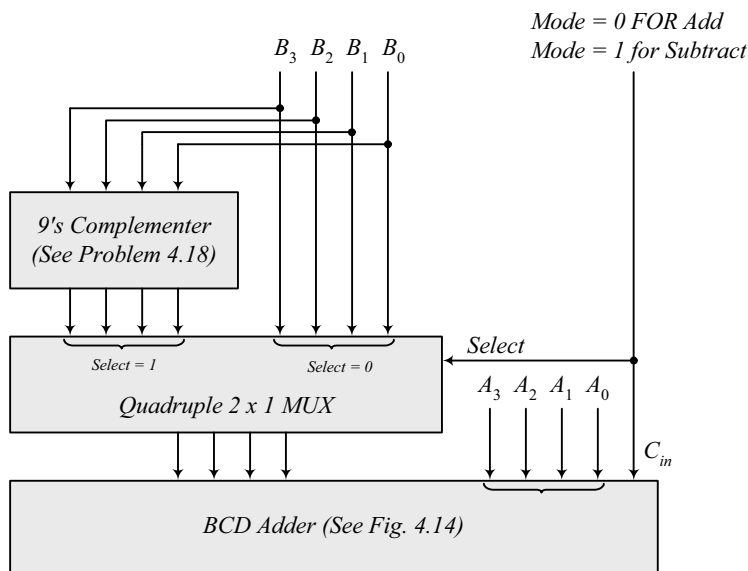 Mode = 0 FOR Add
Mode = 1 for Subtract
B3 B2 B1 B0
9's Complementer
(See Problem 4.18)
Select = 1
Select = 0
Select
Quadruple 2 x 1 MUX
A3 A2 A1 A0
Cin
BCD Adder (See Fig. 4.14)